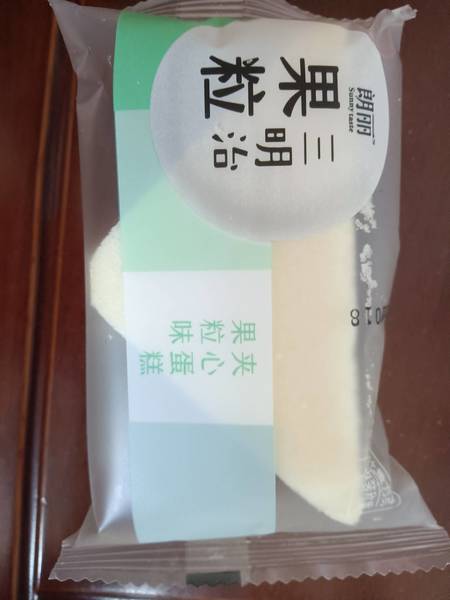 朗丽
Sunny taste
果粒
三明治
果粒味
夹心蛋糕